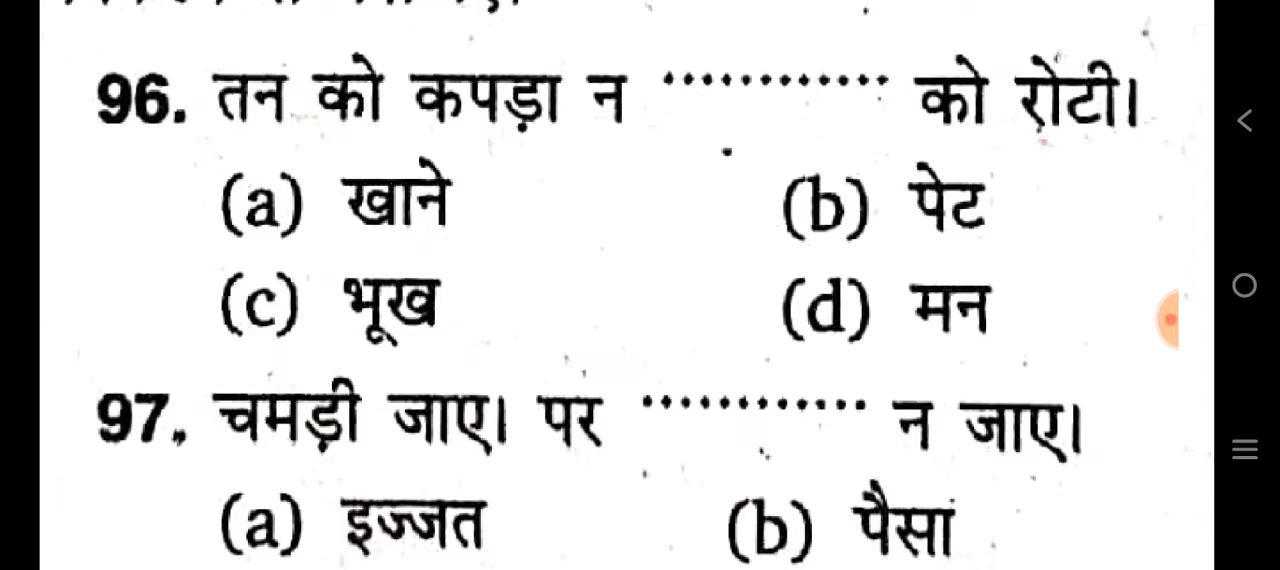 96. तन को कपड़ा न ............ को रोटी।
(a) खाने (b) पेट
(c) भूख (d) मन
97. चमड़ी जाए। पर ............ न जाए।
(a) इज्जत (b) पैसा